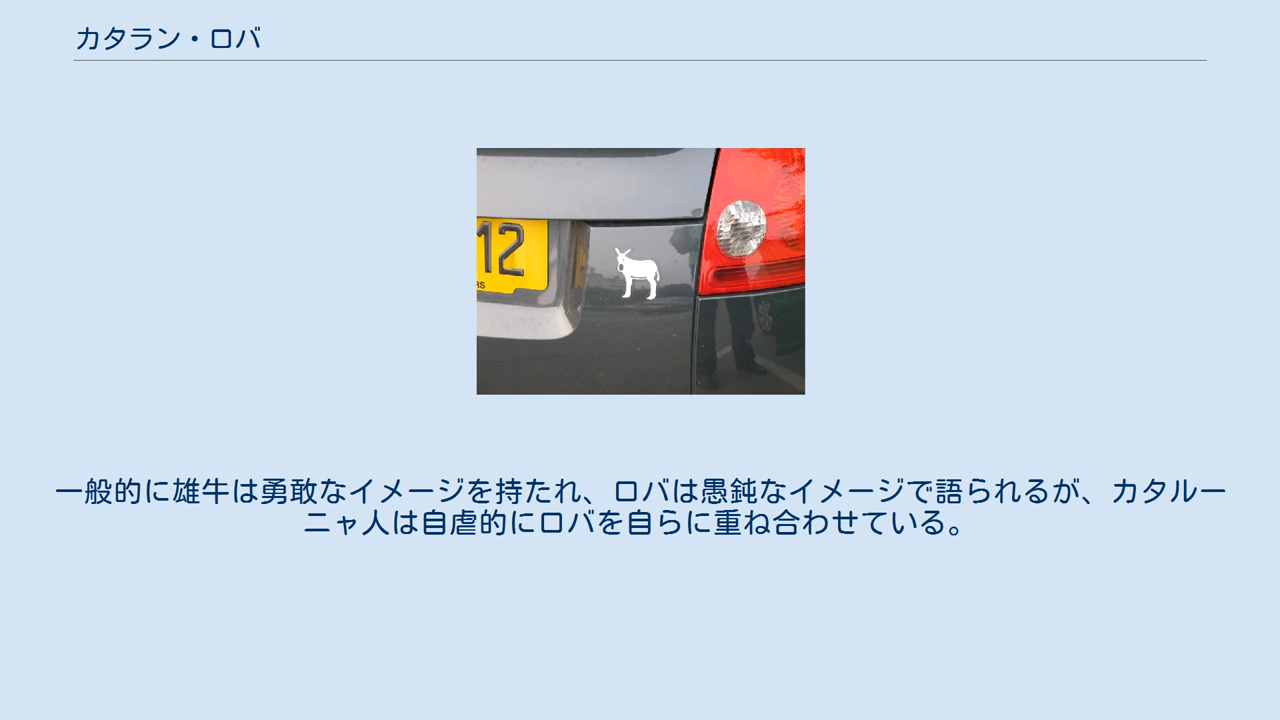 カタラン・ロバ
12
RS
一般的に雄牛は勇敢なイメージを持たれ、ロバは愚鈍なイメージで語られるが、カタルー
ニャ人は自虐的にロバを自らに重ね合わせている。